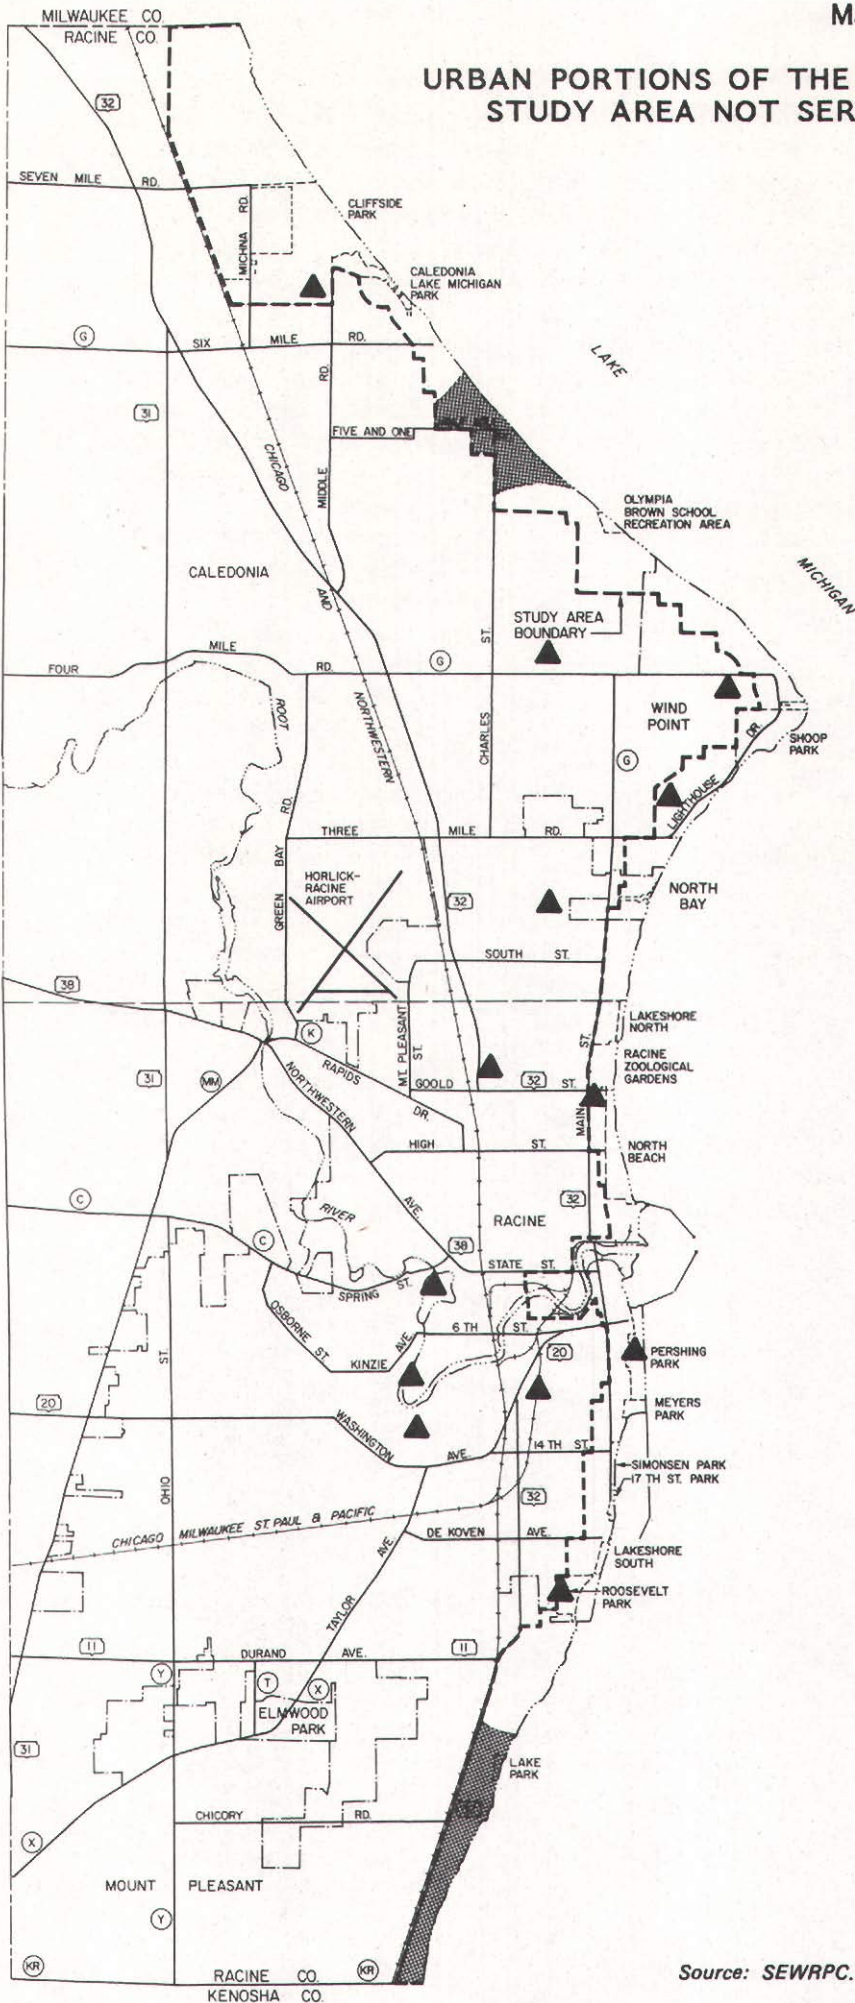 Ma
MILWAUKEE CO.
RACINE CO.
URBAN PORTIONS OF THE
STUDY AREA NOT SER
32
SEVEN MILE RD.
MICHNA RD.
CLIFFSIDE
PARK
CALEDONIA
LAKE MICHIGAN
PARK
G
SIX MILE RD.
LAKE
31
MIDDLE RD.
FIVE AND ONE
CHICAGO AND NORTHWESTERN
OLYMPIA
BROWN SCHOOL
RECREATION AREA
MICHIGAN
CALEDONIA
STUDY AREA
BOUNDARY
FOUR MILE RD.
G
CHARLES ST.
ROOT
WIND
POINT
SHOOP
PARK
G
LIGHTHOUSE DR.
THREE MILE RD.
GREEN BAY RD.
HORLICK-
RACINE
AIRPORT
32
NORTH
BAY
SOUTH ST.
38
LAKESHORE
NORTH
K
MT. PLEASANT ST.
RACINE
ZOOLOGICAL
GARDENS
31
MM
RAPIDS DR.
GOOLD 32 ST.
MAIN ST.
NORTHWESTERN AVE.
HIGH ST.
NORTH
BEACH
C
RIVER
RACINE
32
C
38
STATE ST.
SPRING ST.
OSBORNE ST.
6 TH ST.
KINZIE AVE.
20
PERSHING
PARK
20
WASHINGTON AVE.
MEYERS
PARK
14 TH ST.
SIMONSEN PARK
17 TH ST. PARK
OHIO ST.
32
CHICAGO MILWAUKEE ST. PAUL & PACIFIC
DE KOVEN AVE.
LAKESHORE
SOUTH
TAYLOR AVE.
ROOSEVELT
PARK
11
DURAND AVE.
11
Y
T
X
ELMWOOD
PARK
31
LAKE
PARK
CHICORY RD.
X
MOUNT PLEASANT
Y
KR
RACINE CO.
KR
KENOSHA CO.
Source: SEWRPC.